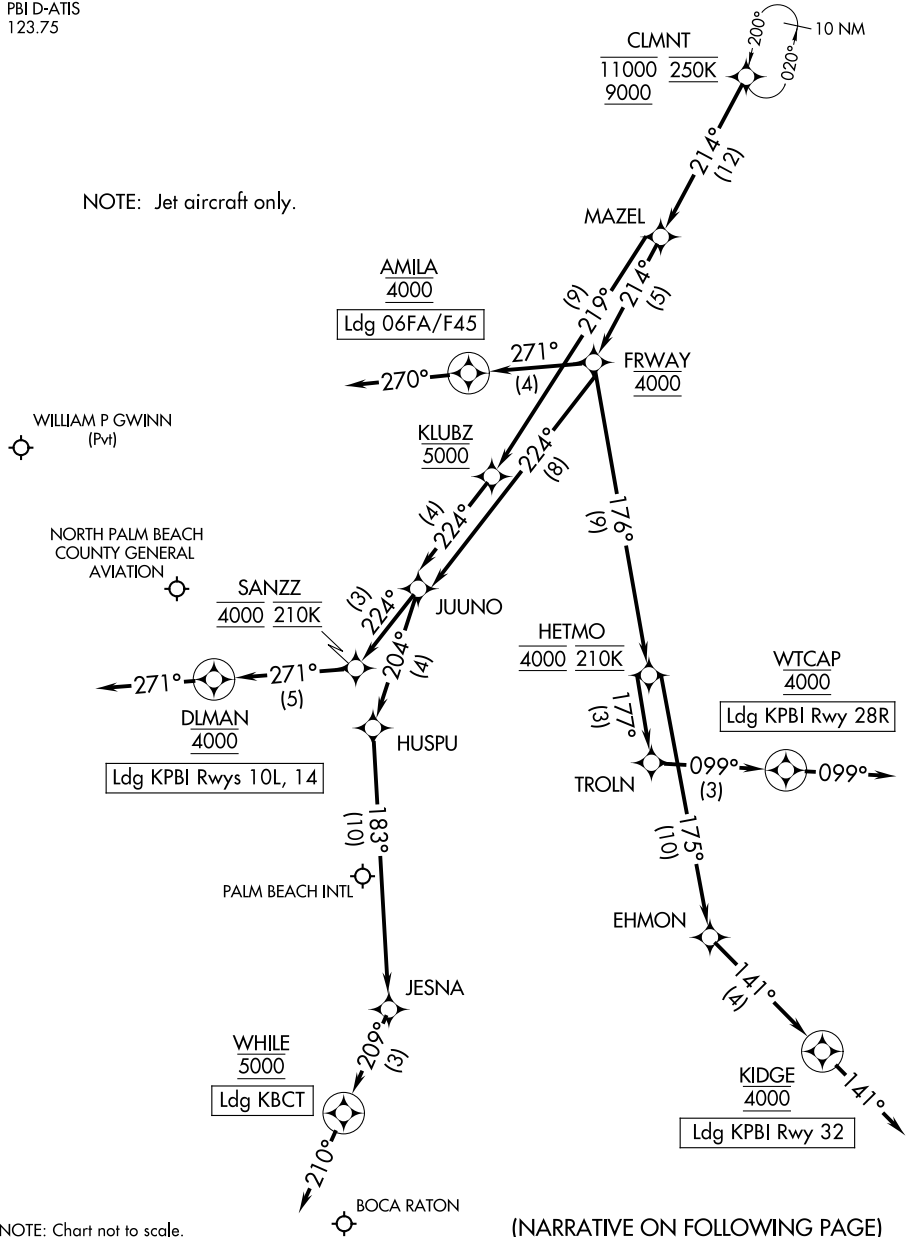 PBI D-ATIS
123.75
10 NM
200°
020°
CLMNT
11000 250K
9000
214°
(12)
NOTE: Jet aircraft only.
MAZEL
AMILA
4000
Ldg 06FA/F45
(9)
219°
214°
(5)
271°
(4)
270°
FRWAY
4000
WILLIAM P GWINN
(Pvt)
KLUBZ
5000
224°
(8)
(4)
224°
176°
(9)
NORTH PALM BEACH
COUNTY GENERAL
AVIATION
SANZZ
4000 210K
(3)
224°
JUUNO
204°
(4)
HETMO
4000 210K
WTCAP
4000
Ldg KPBI Rwy 28R
271°
271°
(5)
DLMAN
4000
Ldg KPBI Rwys 10L, 14
HUSPU
177°
(3)
TROLN
099°
(3)
099°
183°
(10)
175°
(10)
PALM BEACH INTL
EHMON
JESNA
141°
(4)
209°
(3)
WHILE
5000
Ldg KBCT
KIDGE
4000
Ldg KPBI Rwy 32
141°
210°
BOCA RATON
NOTE: Chart not to scale.
(NARRATIVE ON FOLLOWING PAGE)